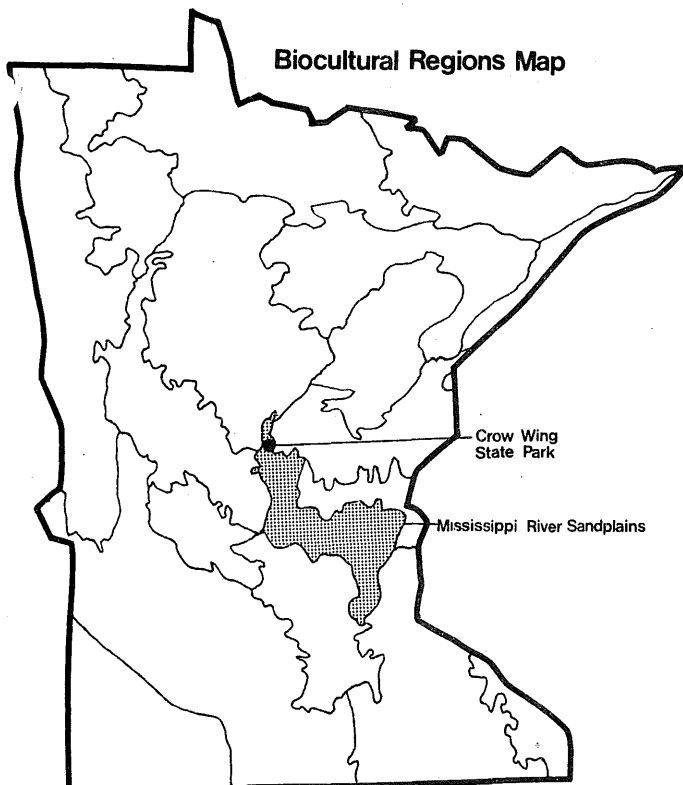 Biocultural Regions Map
Crow Wing
State Park
Mississippi River Sandplains